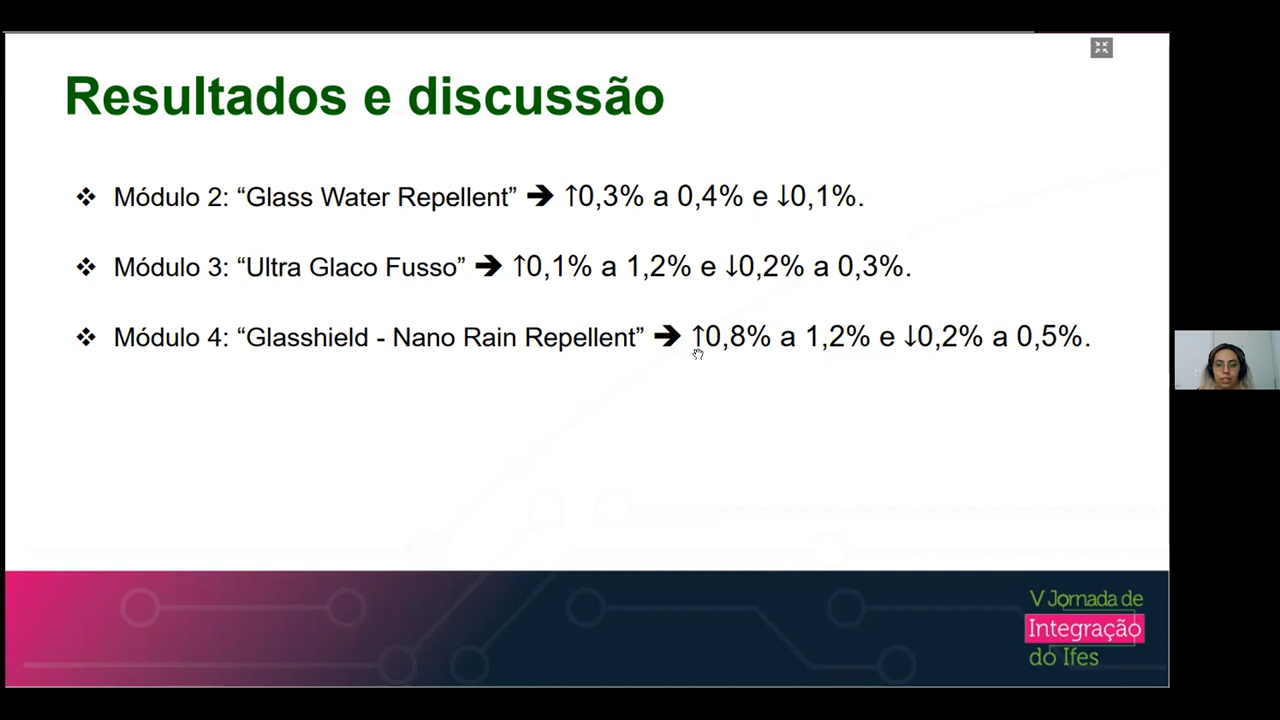 Resultados e discussão
❖ Módulo 2: “Glass Water Repellent” ➔ ↑0,3% a 0,4% e ↓0,1%.
❖ Módulo 3: “Ultra Glaco Fusso” ➔ ↑0,1% a 1,2% e ↓0,2% a 0,3%.
❖ Módulo 4: “Glasshield - Nano Rain Repellent” ➔ ↑0,8% a 1,2% e ↓0,2% a 0,5%.
V Jornada de
Integração
do Ifes